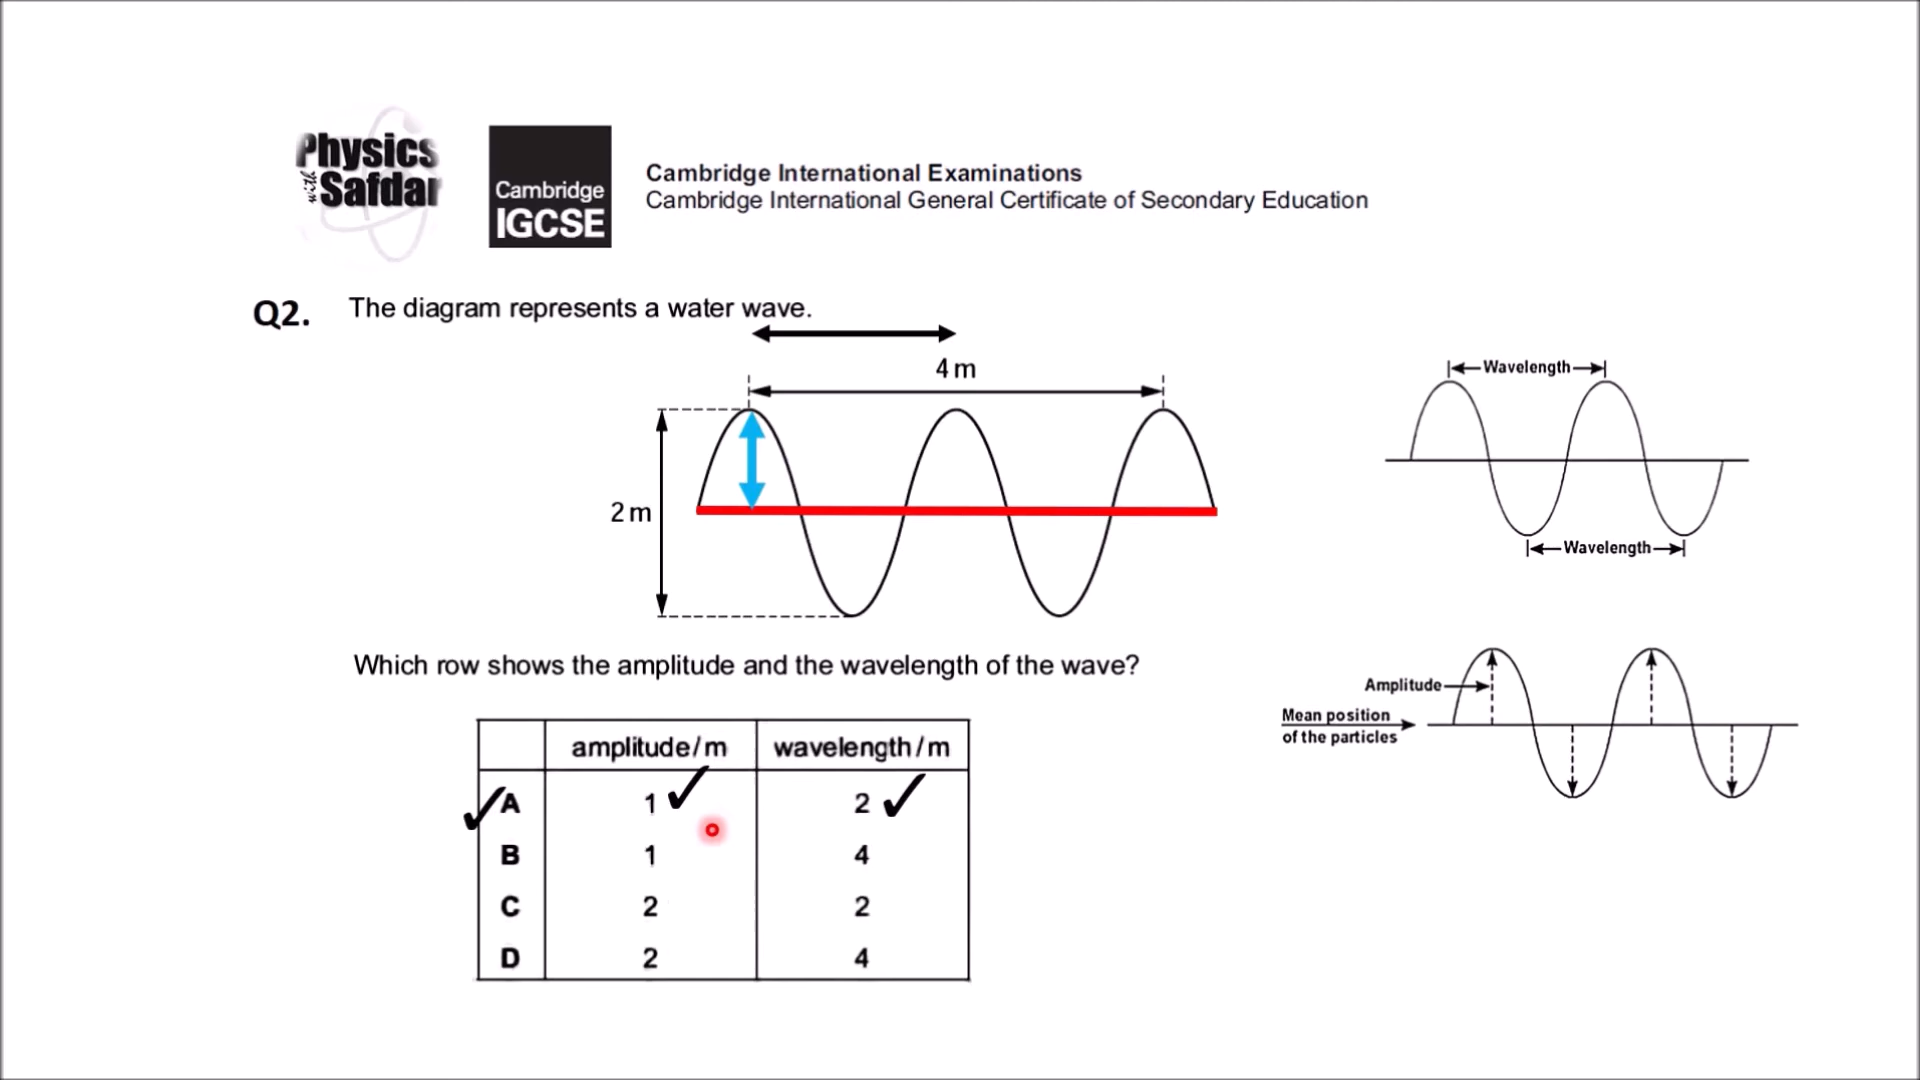 Physics
with
Safdar
Cambridge
IGCSE
Cambridge International Examinations
Cambridge International General Certificate of Secondary Education
Q2. The diagram represents a water wave.
4 m
2 m
Wavelength
Wavelength
Which row shows the amplitude and the wavelength of the wave?
amplitude/m wavelength/m
A 1 2
B 1 4
C 2 2
D 2 4
Amplitude
Mean position
of the particles